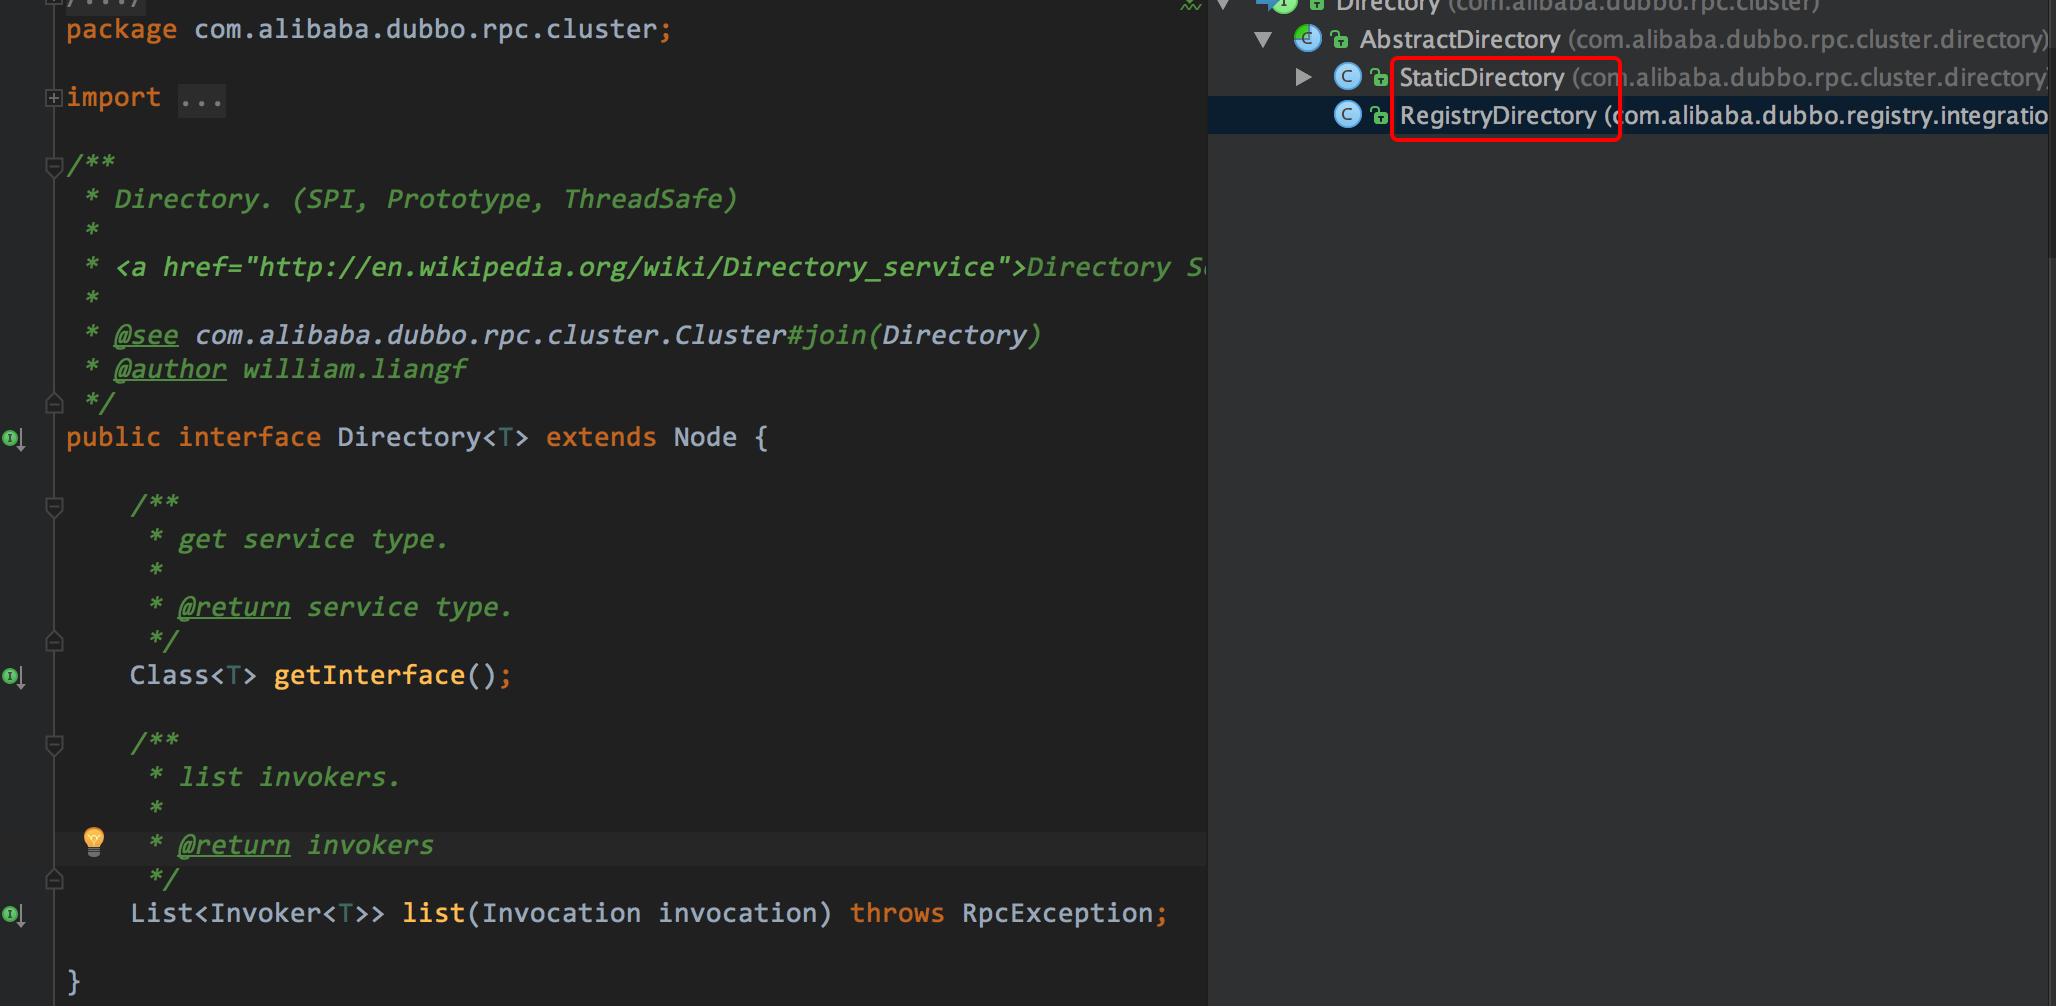 /.../
package com.alibaba.dubbo.rpc.cluster;
import ...
/**
* Directory. (SPI, Prototype, ThreadSafe)
*
* <a href="http://en.wikipedia.org/wiki/Directory_service">Directory
*
* @see com.alibaba.dubbo.rpc.cluster.Cluster#join(Directory)
* @author william.liangf
*/
public interface Directory<T> extends Node {
/**
* get service type.
*
* @return service type.
*/
Class<T> getInterface();
/**
* list invokers.
*
* @return invokers
*/
List<Invoker<T>> list(Invocation invocation) throws RpcException;
}
Directory (com.alibaba.dubbo.rpc.cluster)
AbstractDirectory (com.alibaba.dubbo.rpc.cluster.directory)
StaticDirectory (com.alibaba.dubbo.rpc.cluster.directory)
RegistryDirectory (com.alibaba.dubbo.registry.integratio